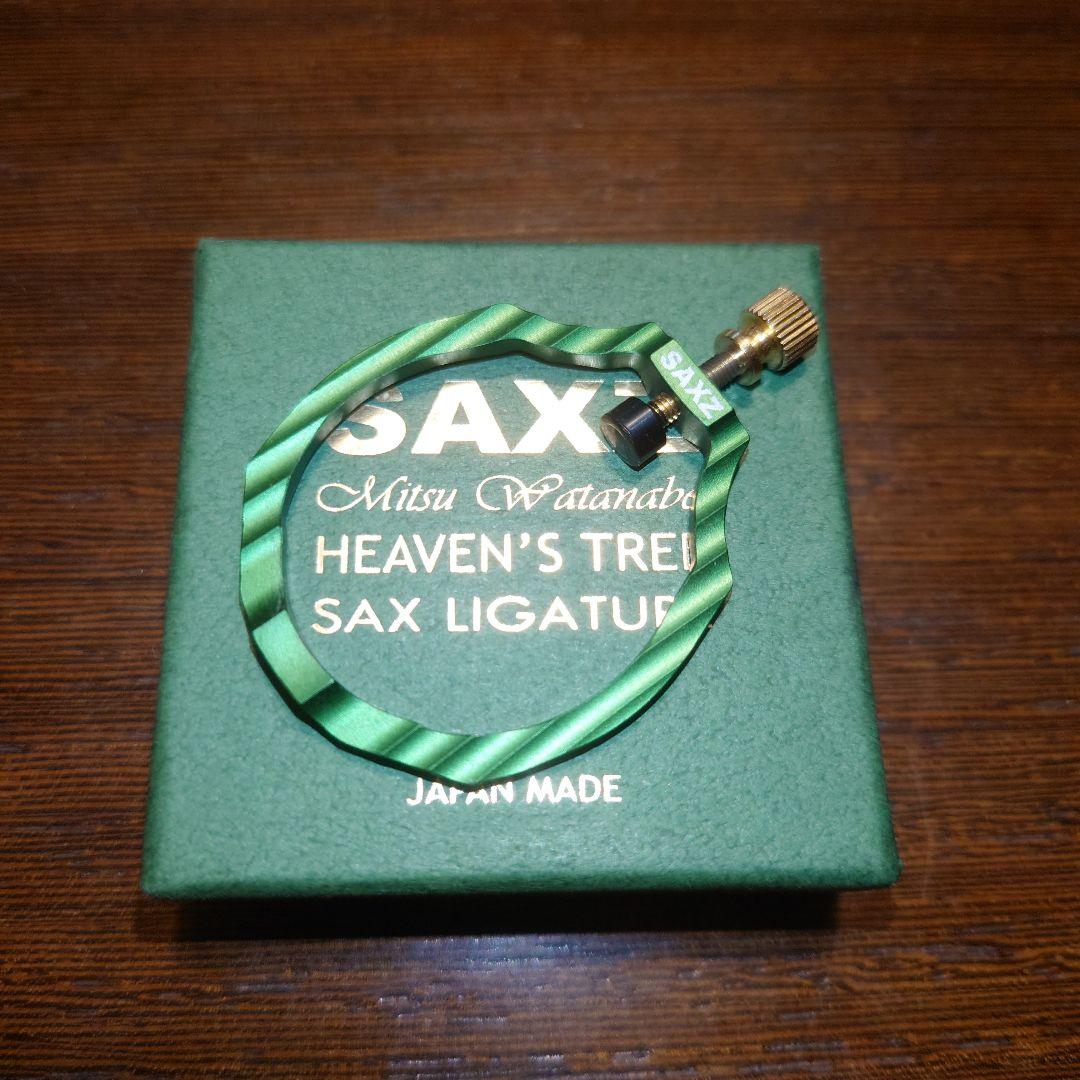 SAXZ
SAXZ
Mitsu Watanabe
HEAVEN'S TREE
SAX LIGATURE
JAPAN MADE